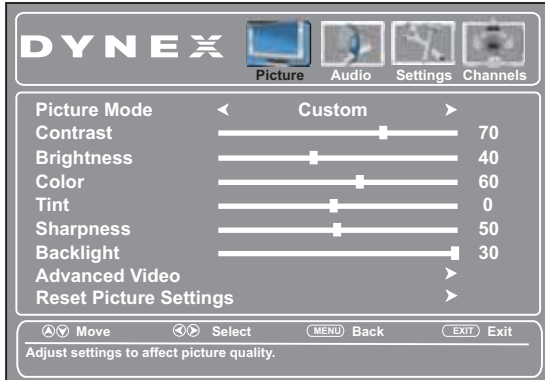 DYNEX
Picture Audio Settings Channels
Picture Mode Custom
Contrast 70
Brightness 40
Color 60
Tint 0
Sharpness 50
Backlight 30
Advanced Video
Reset Picture Settings
Move Select MENU Back EXIT Exit
Adjust settings to affect picture quality.